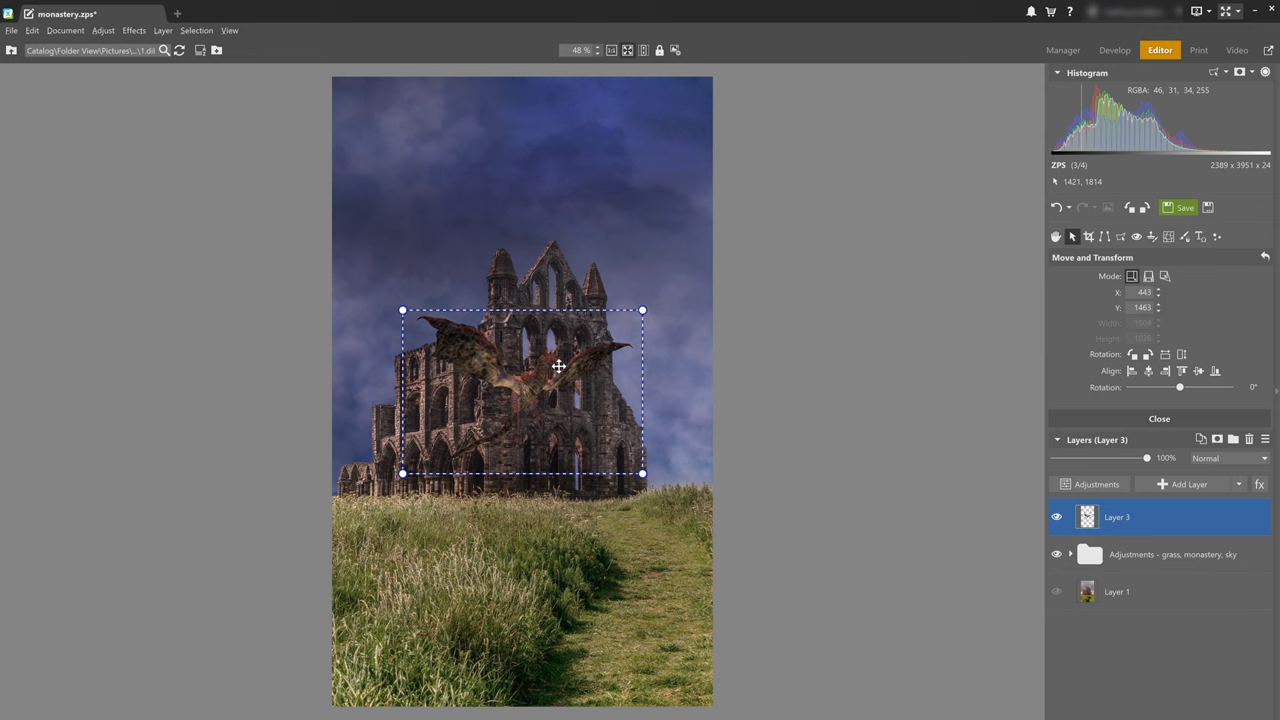 monastery.zps*
File Edit Document Adjust Effects Layer Selection View
Catalog\Folder View\Pictures\...\1.dil
48 %
Manager Develop Editor Print Video
Histogram
RGBA: 46, 31, 34, 255
ZPS (3/4) 2389 x 3951 x 24
1421, 1814
Save
Move and Transform
Mode:
X: 443
Y: 1463
Width: 1504
Height: 1026
Rotation:
Align:
Rotation: 0°
Close
Layers (Layer 3)
100% Normal
Adjustments Add Layer fx
Layer 3
Adjustments - grass, monastery, sky
Layer 1